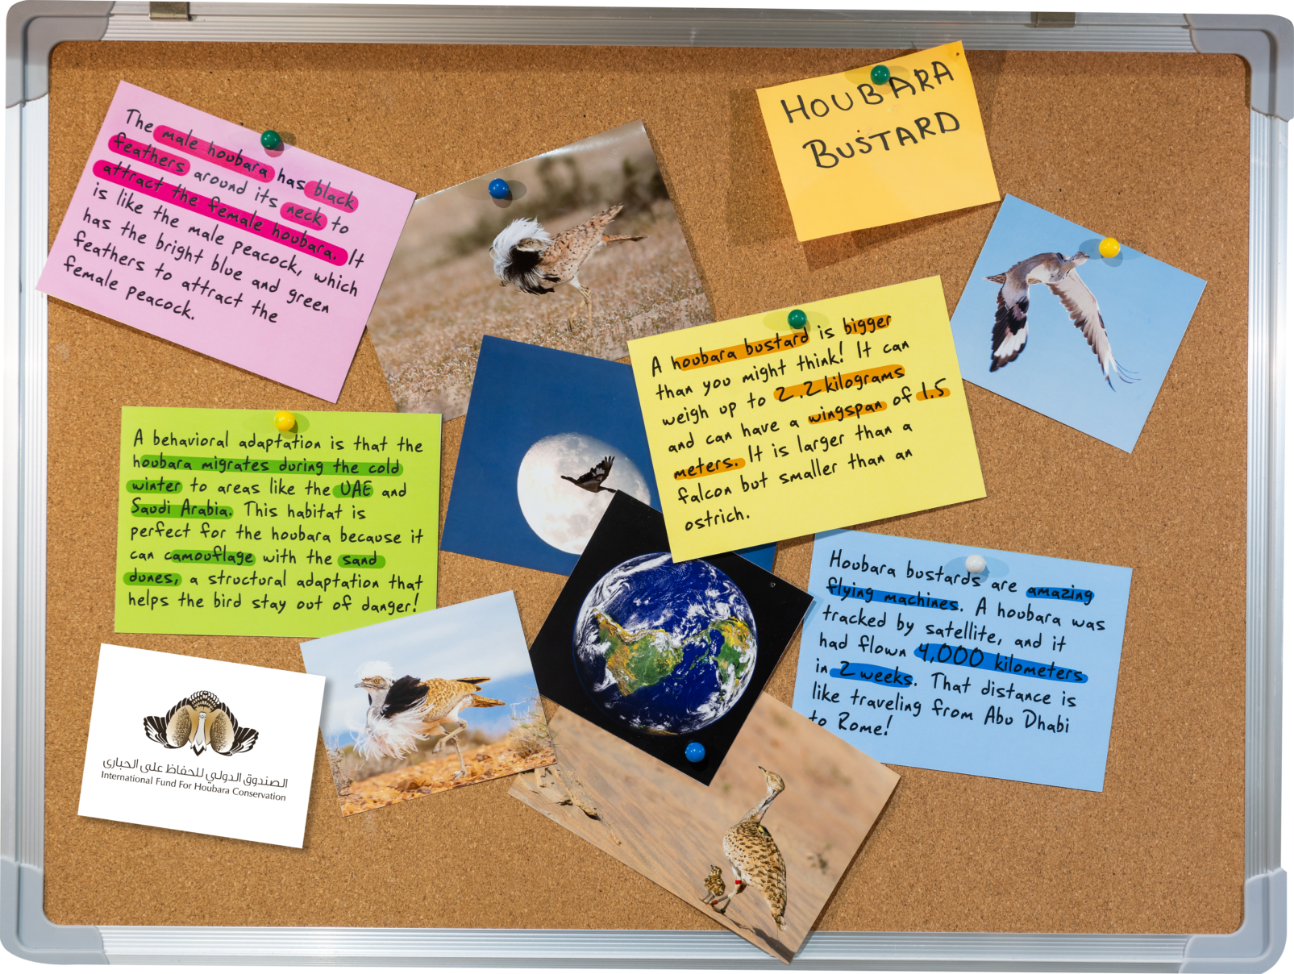 HOUBARA
BUSTARD
The male houbara has black
feathers around its neck to
attract the female houbara. It
is like the male peacock, which
has the bright blue and green
feathers to attract the
female peacock.
A houbara bustard is bigger
than you might think! It can
weigh up to 2.2 kilograms
and can have a wingspan of 1.5
meters. It is larger than a
falcon but smaller than an
ostrich.
A behavioral adaptation is that the
houbara migrates during the cold
winter to areas like the UAE and
Saudi Arabia. This habitat is
perfect for the houbara because it
can camouflage with the sand
dunes, a structural adaptation that
helps the bird stay out of danger!
Houbara bustards are amazing
flying machines. A houbara was
tracked by satellite, and it
had flown 4,000 kilometers
in 2 weeks. That distance is
like traveling from Abu Dhabi
to Rome!
الصندوق الدولي للحفاظ على الحبارى
International Fund For Houbara Conservation